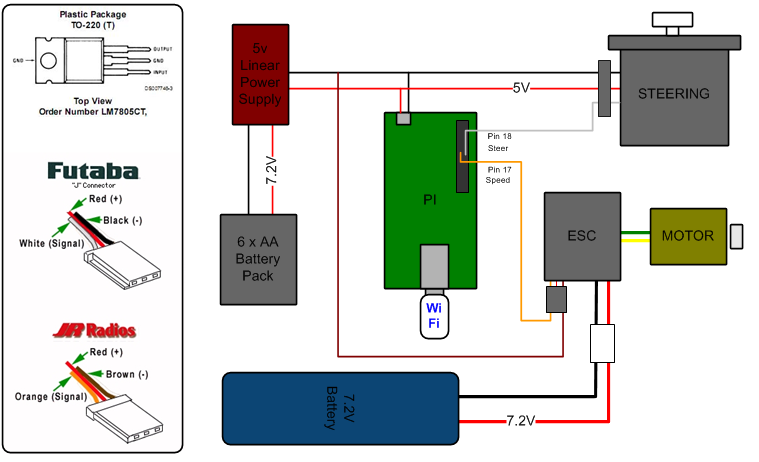 Plastic Package
TO-220 (T)
OUTPUT
GND
GND
INPUT
DS007746-3
Top View
Order Number LM7805CT,
Futaba
"J" Connector
Red (+)
Black (-)
White (Signal)
JR Radios
Red (+)
Brown (-)
Orange (Signal)
5v
Linear
Power
Supply
7.2V
6 x AA
Battery
Pack
5V
STEERING
Pin 18
Steer
Pin 17
Speed
PI
Wi
Fi
ESC
MOTOR
7.2V
Battery
7.2V